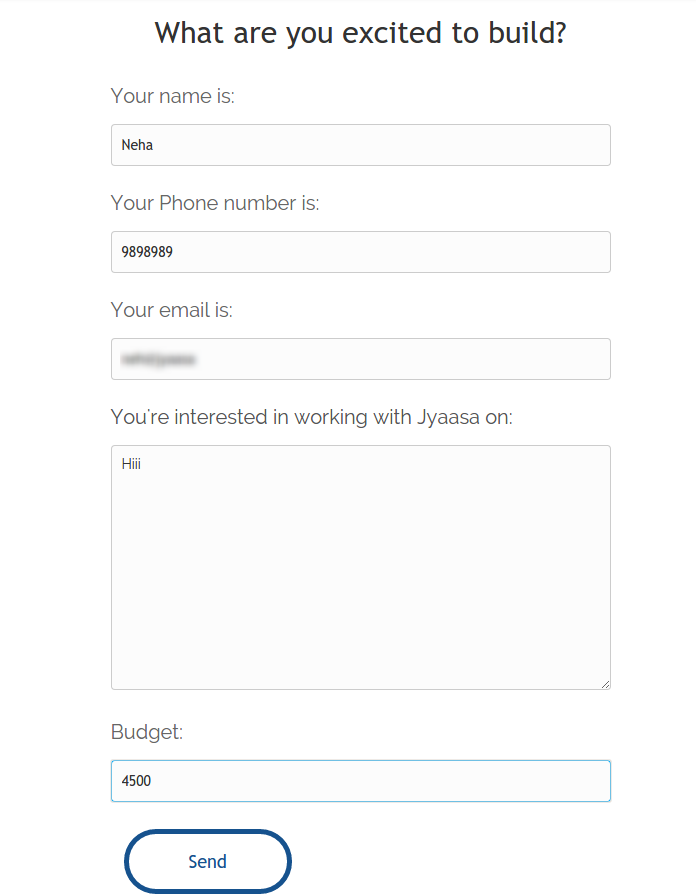 What are you excited to build?
Your name is:
Neha
Your Phone number is:
9898989
Your email is:
You're interested in working with Jyaasa on:
Hiii
Budget:
4500
Send